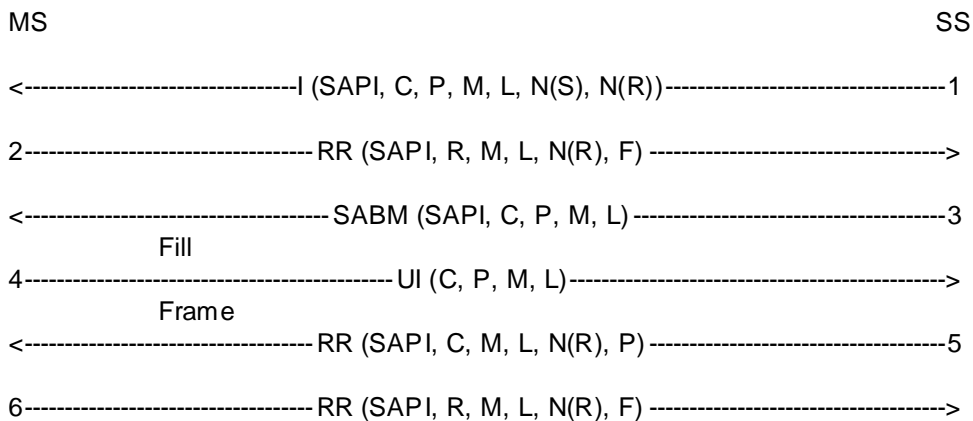 MS SS
<----------------------------------I (SAPI, C, P, M, L, N(S), N(R))-----------------------------------1
2------------------------------------ RR (SAPI, R, M, L, N(R), F) ------------------------------------->
<-------------------------------------- SABM (SAPI, C, P, M, L) ---------------------------------------3
Fill
4---------------------------------------------- UI (C, P, M, L)----------------------------------------------->
Frame
<------------------------------------ RR (SAPI, C, M, L, N(R), P) -------------------------------------5
6------------------------------------ RR (SAPI, R, M, L, N(R), F) ------------------------------------->